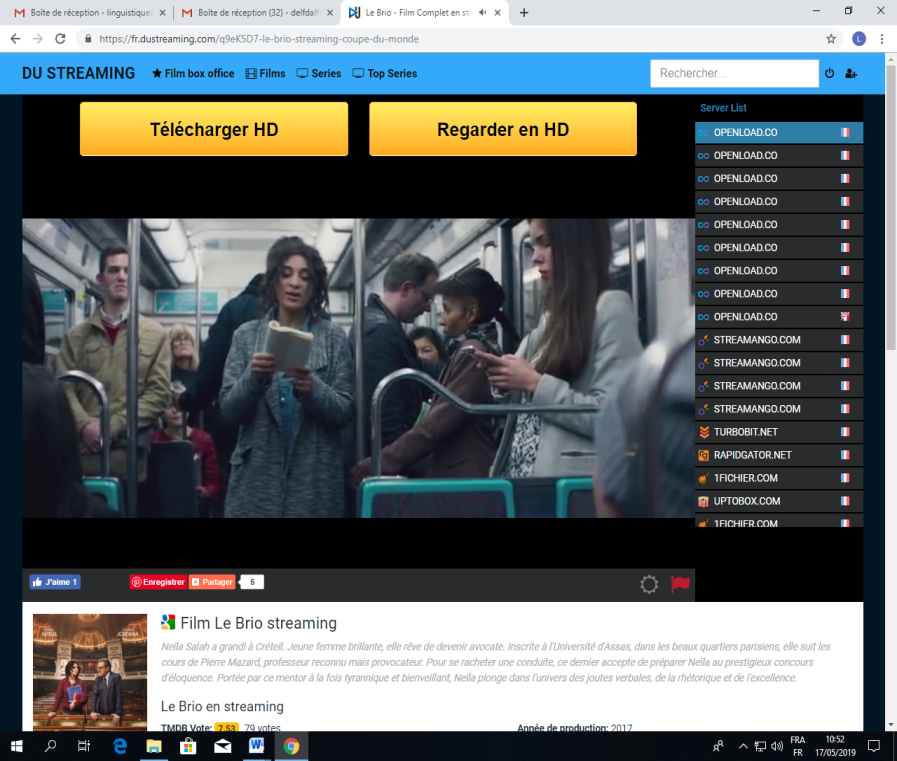 Boîte de réception - linguistique
Boîte de réception (32) - delfdalf
Le Brio - Film Complet en str
https://fr.dustreaming.com/q9eK5D7-le-brio-streaming-coupe-du-monde
L
DU STREAMING
Film box office
Films
Series
Top Series
Rechercher...
Télécharger HD
Regarder en HD
Server List
OPENLOAD.CO
OPENLOAD.CO
OPENLOAD.CO
OPENLOAD.CO
OPENLOAD.CO
OPENLOAD.CO
OPENLOAD.CO
OPENLOAD.CO
OPENLOAD.CO
STREAMANGO.COM
STREAMANGO.COM
STREAMANGO.COM
STREAMANGO.COM
TURBOBIT.NET
RAPIDGATOR.NET
1FICHIER.COM
UPTOBOX.COM
1FICHIER.COM
J'aime 1
Enregistrer
Partager
6
Film Le Brio streaming
Neïla Salah a grandi à Créteil. Jeune femme brillante, elle rêve de devenir avocate. Inscrite à l'Université d'Assas, dans les beaux quartiers parisiens, elle suit les
cours de Pierre Mazard, professeur reconnu mais provocateur. Pour se racheter une conduite, ce dernier accepte de préparer Neïla au prestigieux concours
d'éloquence. Portée par ce mentor à la fois tyrannique et bienveillant, Neïla plonge dans l'univers des joutes verbales, de la rhétorique et de l'excellence.
Le Brio en streaming
TMDB Vote: 7.53 79 votes
Année de production: 2017
FRA
FR
10:52
17/05/2019